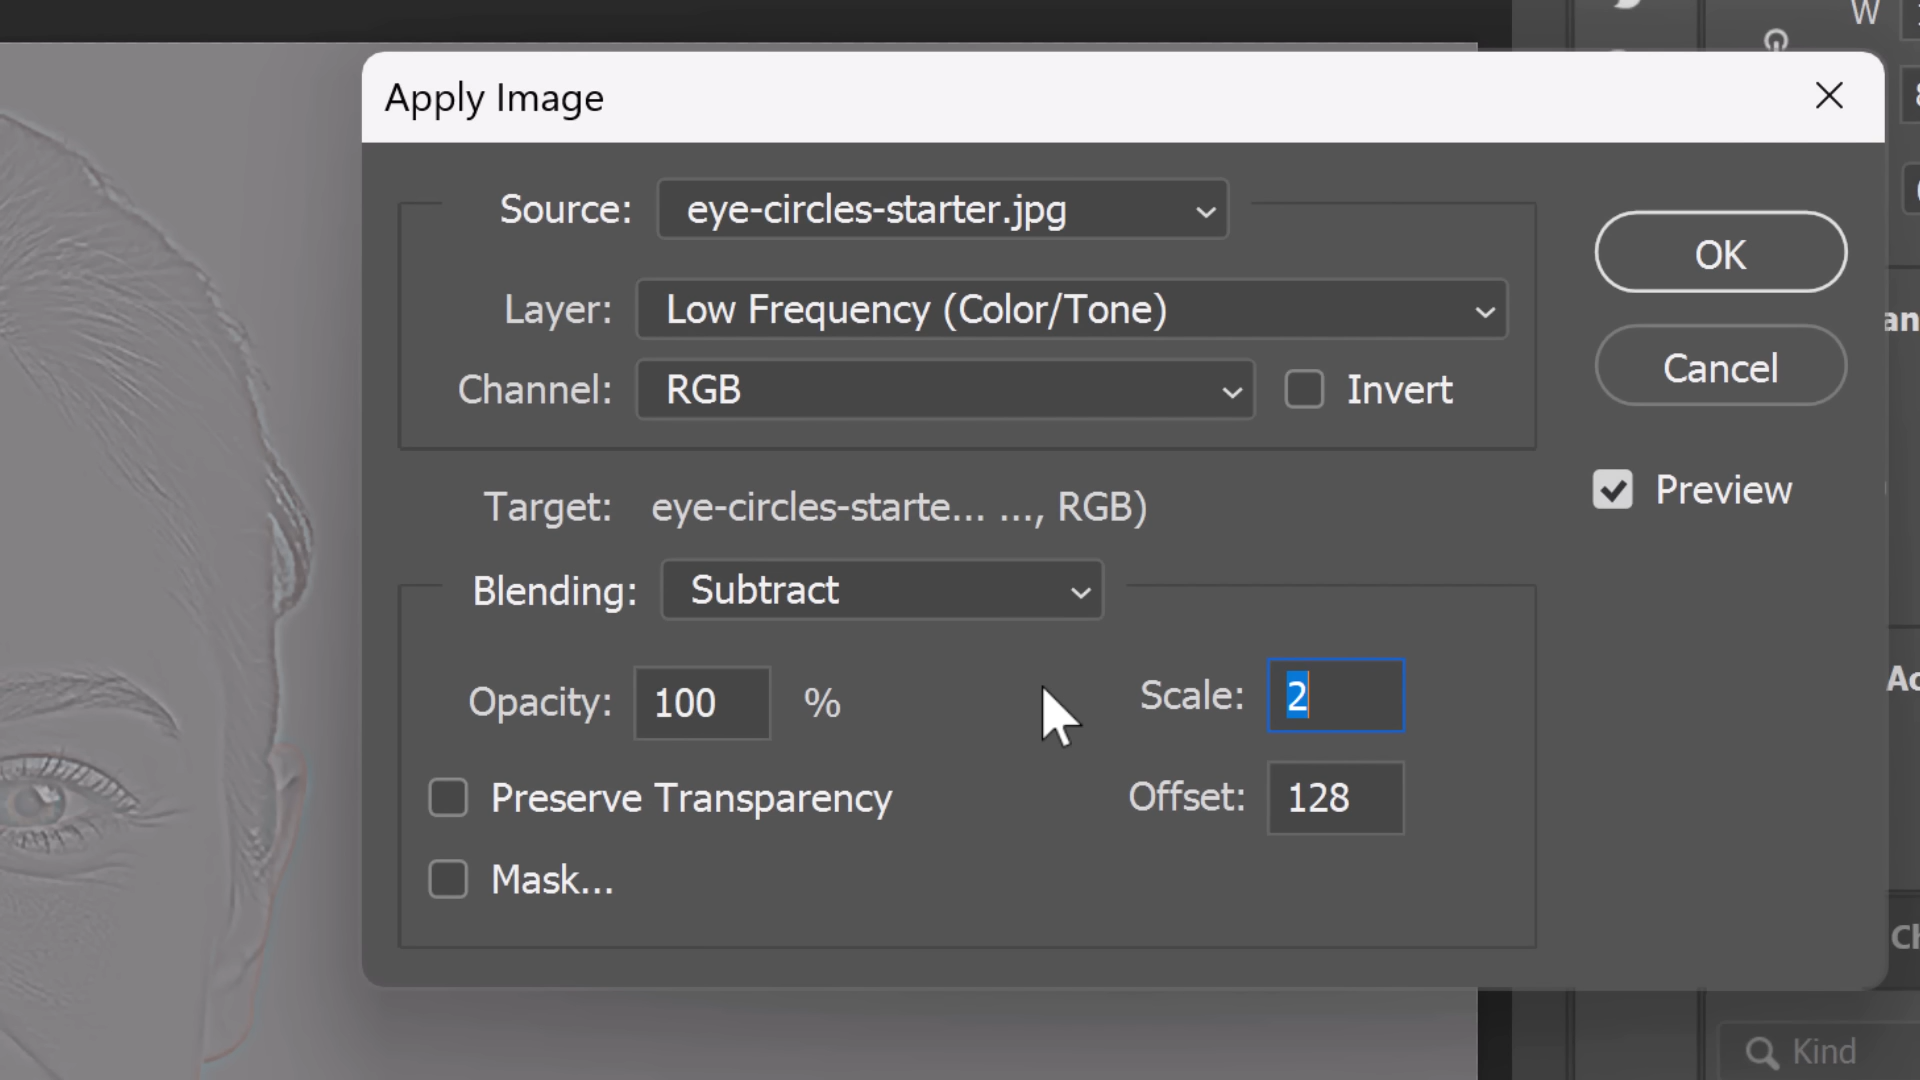 W
Apply Image
Source: eye-circles-starter.jpg
OK
Layer: Low Frequency (Color/Tone)
Cancel
Channel: RGB Invert
Preview
Target: eye-circles-starte... ..., RGB)
Blending: Subtract
Opacity: 100 % Scale: 2
Preserve Transparency Offset: 128
Mask...
Kind